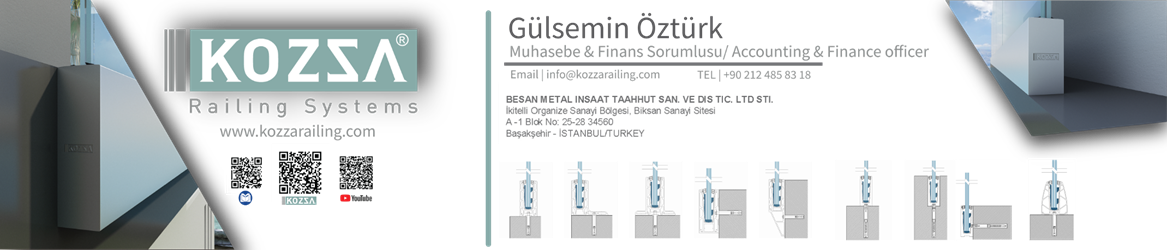 KOZZA®
Railing Systems
www.kozzarailing.com
KOZZA
YouTube
Gülsemin Öztürk
Muhasebe & Finans Sorumlusu/ Accounting & Finance officer
Email | info@kozzarailing.com TEL | +90 212 485 83 18
BESAN METAL INSAAT TAAHHUT SAN. VE DIS TIC. LTD STI.
İkitelli Organize Sanayi Bölgesi, Biksan Sanayi Sitesi
A -1 Blok No: 25-28 34560
Başakşehir - İSTANBUL/TURKEY